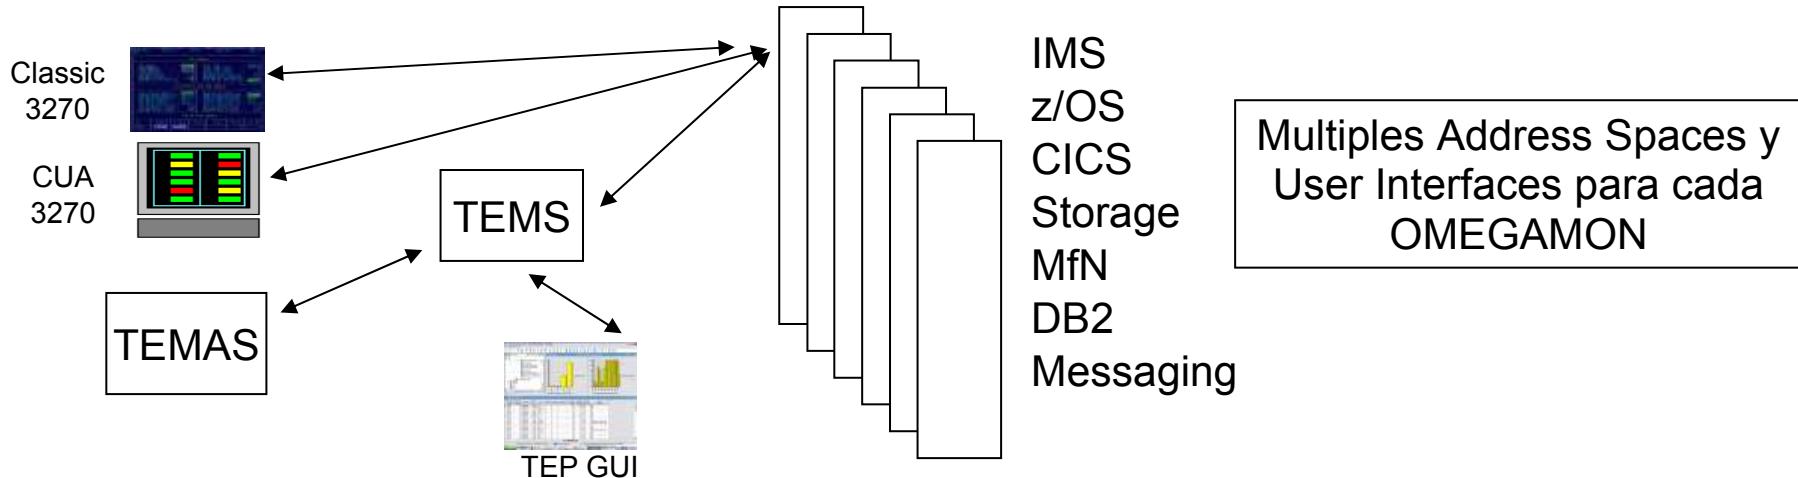 Classic
3270
CUA
3270
TEMS
TEMAS
TEP GUI
IMS
z/OS
CICS
Storage
MfN
DB2
Messaging
Multiples Address Spaces y
User Interfaces para cada
OMEGAMON